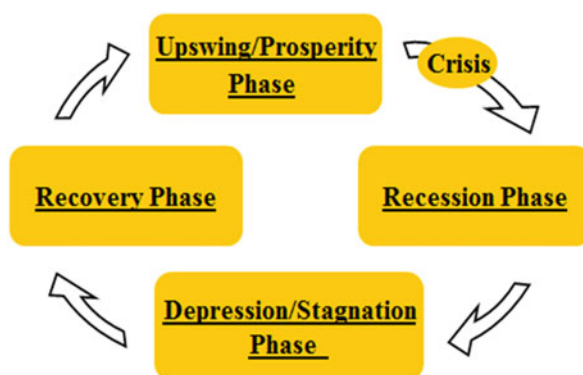 Upswing/Prosperity
Phase
Crisis
Recovery Phase
Recession Phase
Depression/Stagnation
Phase